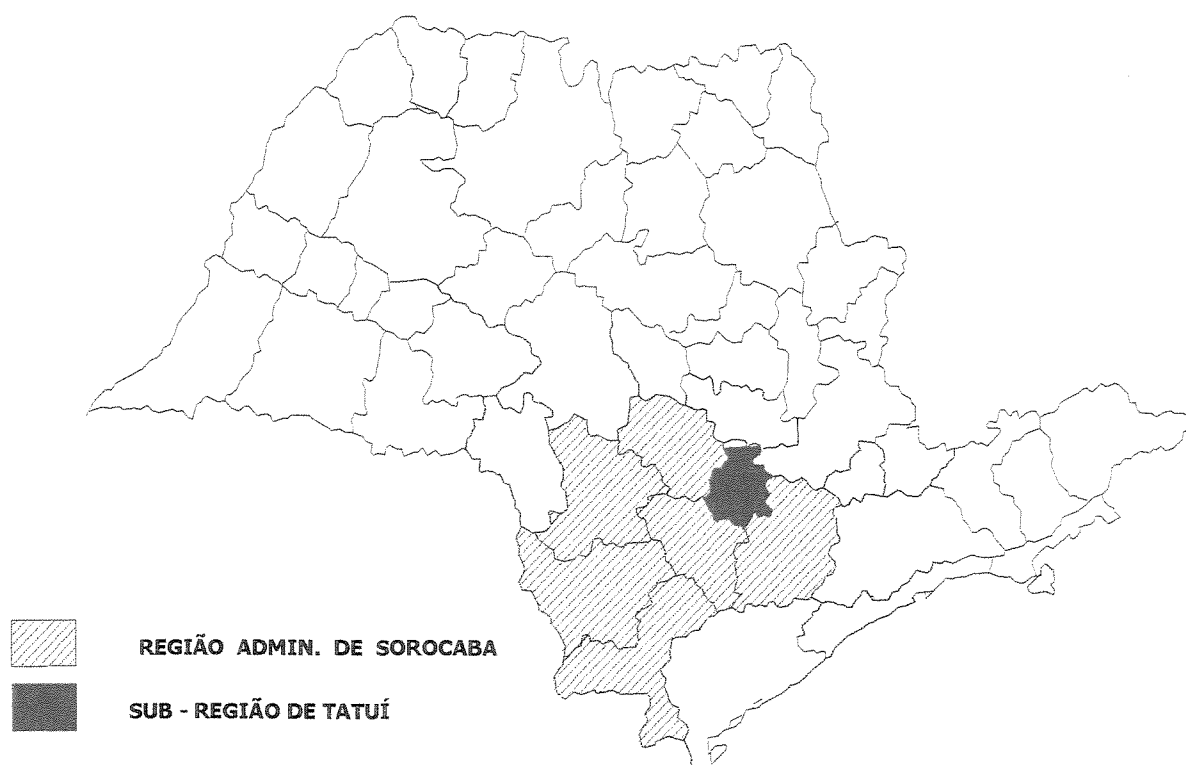 REGIÃO ADMIN. DE SOROCABA
SUB - REGIÃO DE TATUÍ